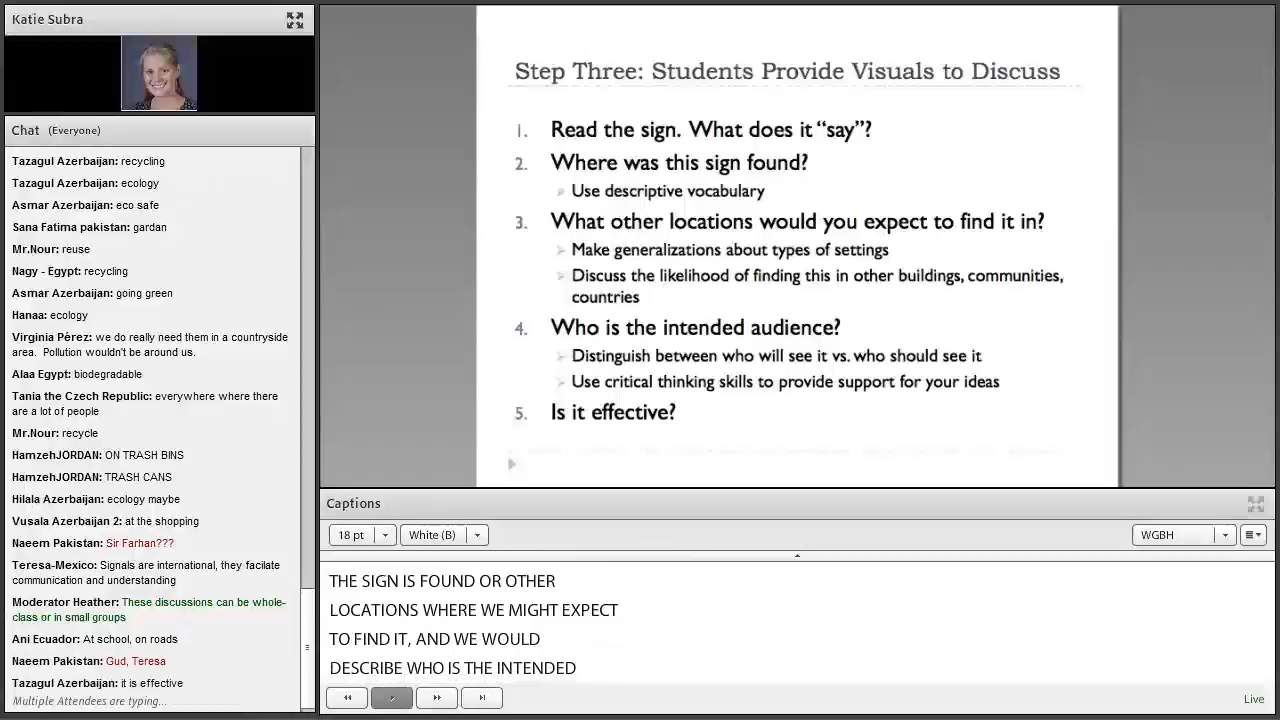 Katie Subra
Chat (Everyone)
Tazagul Azerbaijan: recycling
Tazagul Azerbaijan: ecology
Asmar Azerbaijan: eco safe
Sana Fatima pakistan: gardan
Mr.Nour: reuse
Nagy - Egypt: recycling
Asmar Azerbaijan: going green
Hanaa: ecology
Virginia Pérez: we do really need them in a countryside
area. Pollution wouldn't be around us.
Alaa Egypt: biodegradable
Tania the Czech Republic: everywhere where there
are a lot of people
Mr.Nour: recycle
HamzehJORDAN: ON TRASH BINS
HamzehJORDAN: TRASH CANS
Hilala Azerbaijan: ecology maybe
Vusala Azerbaijan 2: at the shopping
Naeem Pakistan: Sir Farhan???
Teresa-Mexico: Signals are international, they facilate
communication and understanding
Moderator Heather: These discussions can be whole-
class or in small groups
Ani Ecuador: At school, on roads
Naeem Pakistan: Gud, Teresa
Tazagul Azerbaijan: it is effective
Multiple Attendees are typing...
Step Three: Students Provide Visuals to Discuss
1. Read the sign. What does it “say”?
2. Where was this sign found?
Use descriptive vocabulary
3. What other locations would you expect to find it in?
Make generalizations about types of settings
Discuss the likelihood of finding this in other buildings, communities,
countries
4. Who is the intended audience?
Distinguish between who will see it vs. who should see it
Use critical thinking skills to provide support for your ideas
5. Is it effective?
Captions
18 pt White (B) WGBH
THE SIGN IS FOUND OR OTHER
LOCATIONS WHERE WE MIGHT EXPECT
TO FIND IT, AND WE WOULD
DESCRIBE WHO IS THE INTENDED
Live